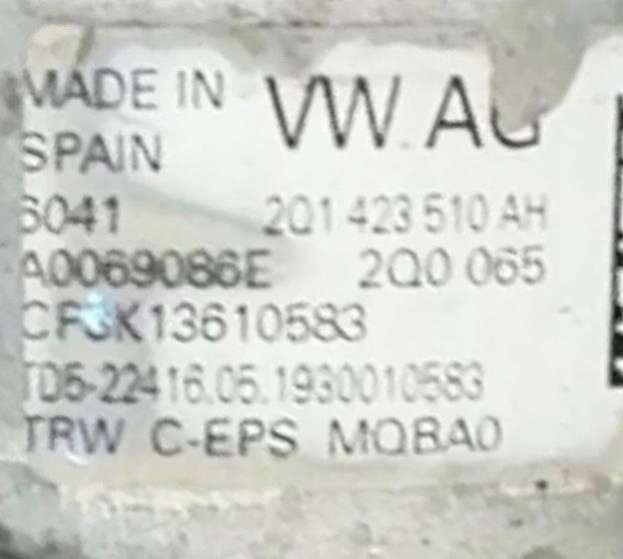 MADE IN VW AG
SPAIN
6041 2Q1 423 510 AH
A0069086E 2Q0 065
CFSK13610583
TD5-22416.05.1930010583
TRW C-EPS MQBA0